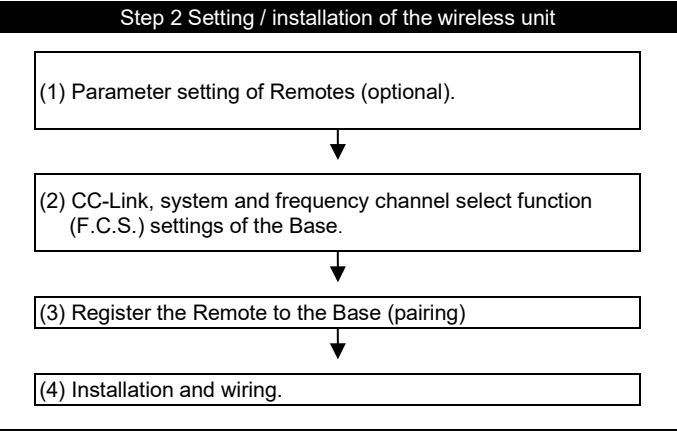 Step 2 Setting / installation of the wireless unit
(1) Parameter setting of Remotes (optional).
(2) CC-Link, system and frequency channel select function
(F.C.S.) settings of the Base.
(3) Register the Remote to the Base (pairing)
(4) Installation and wiring.